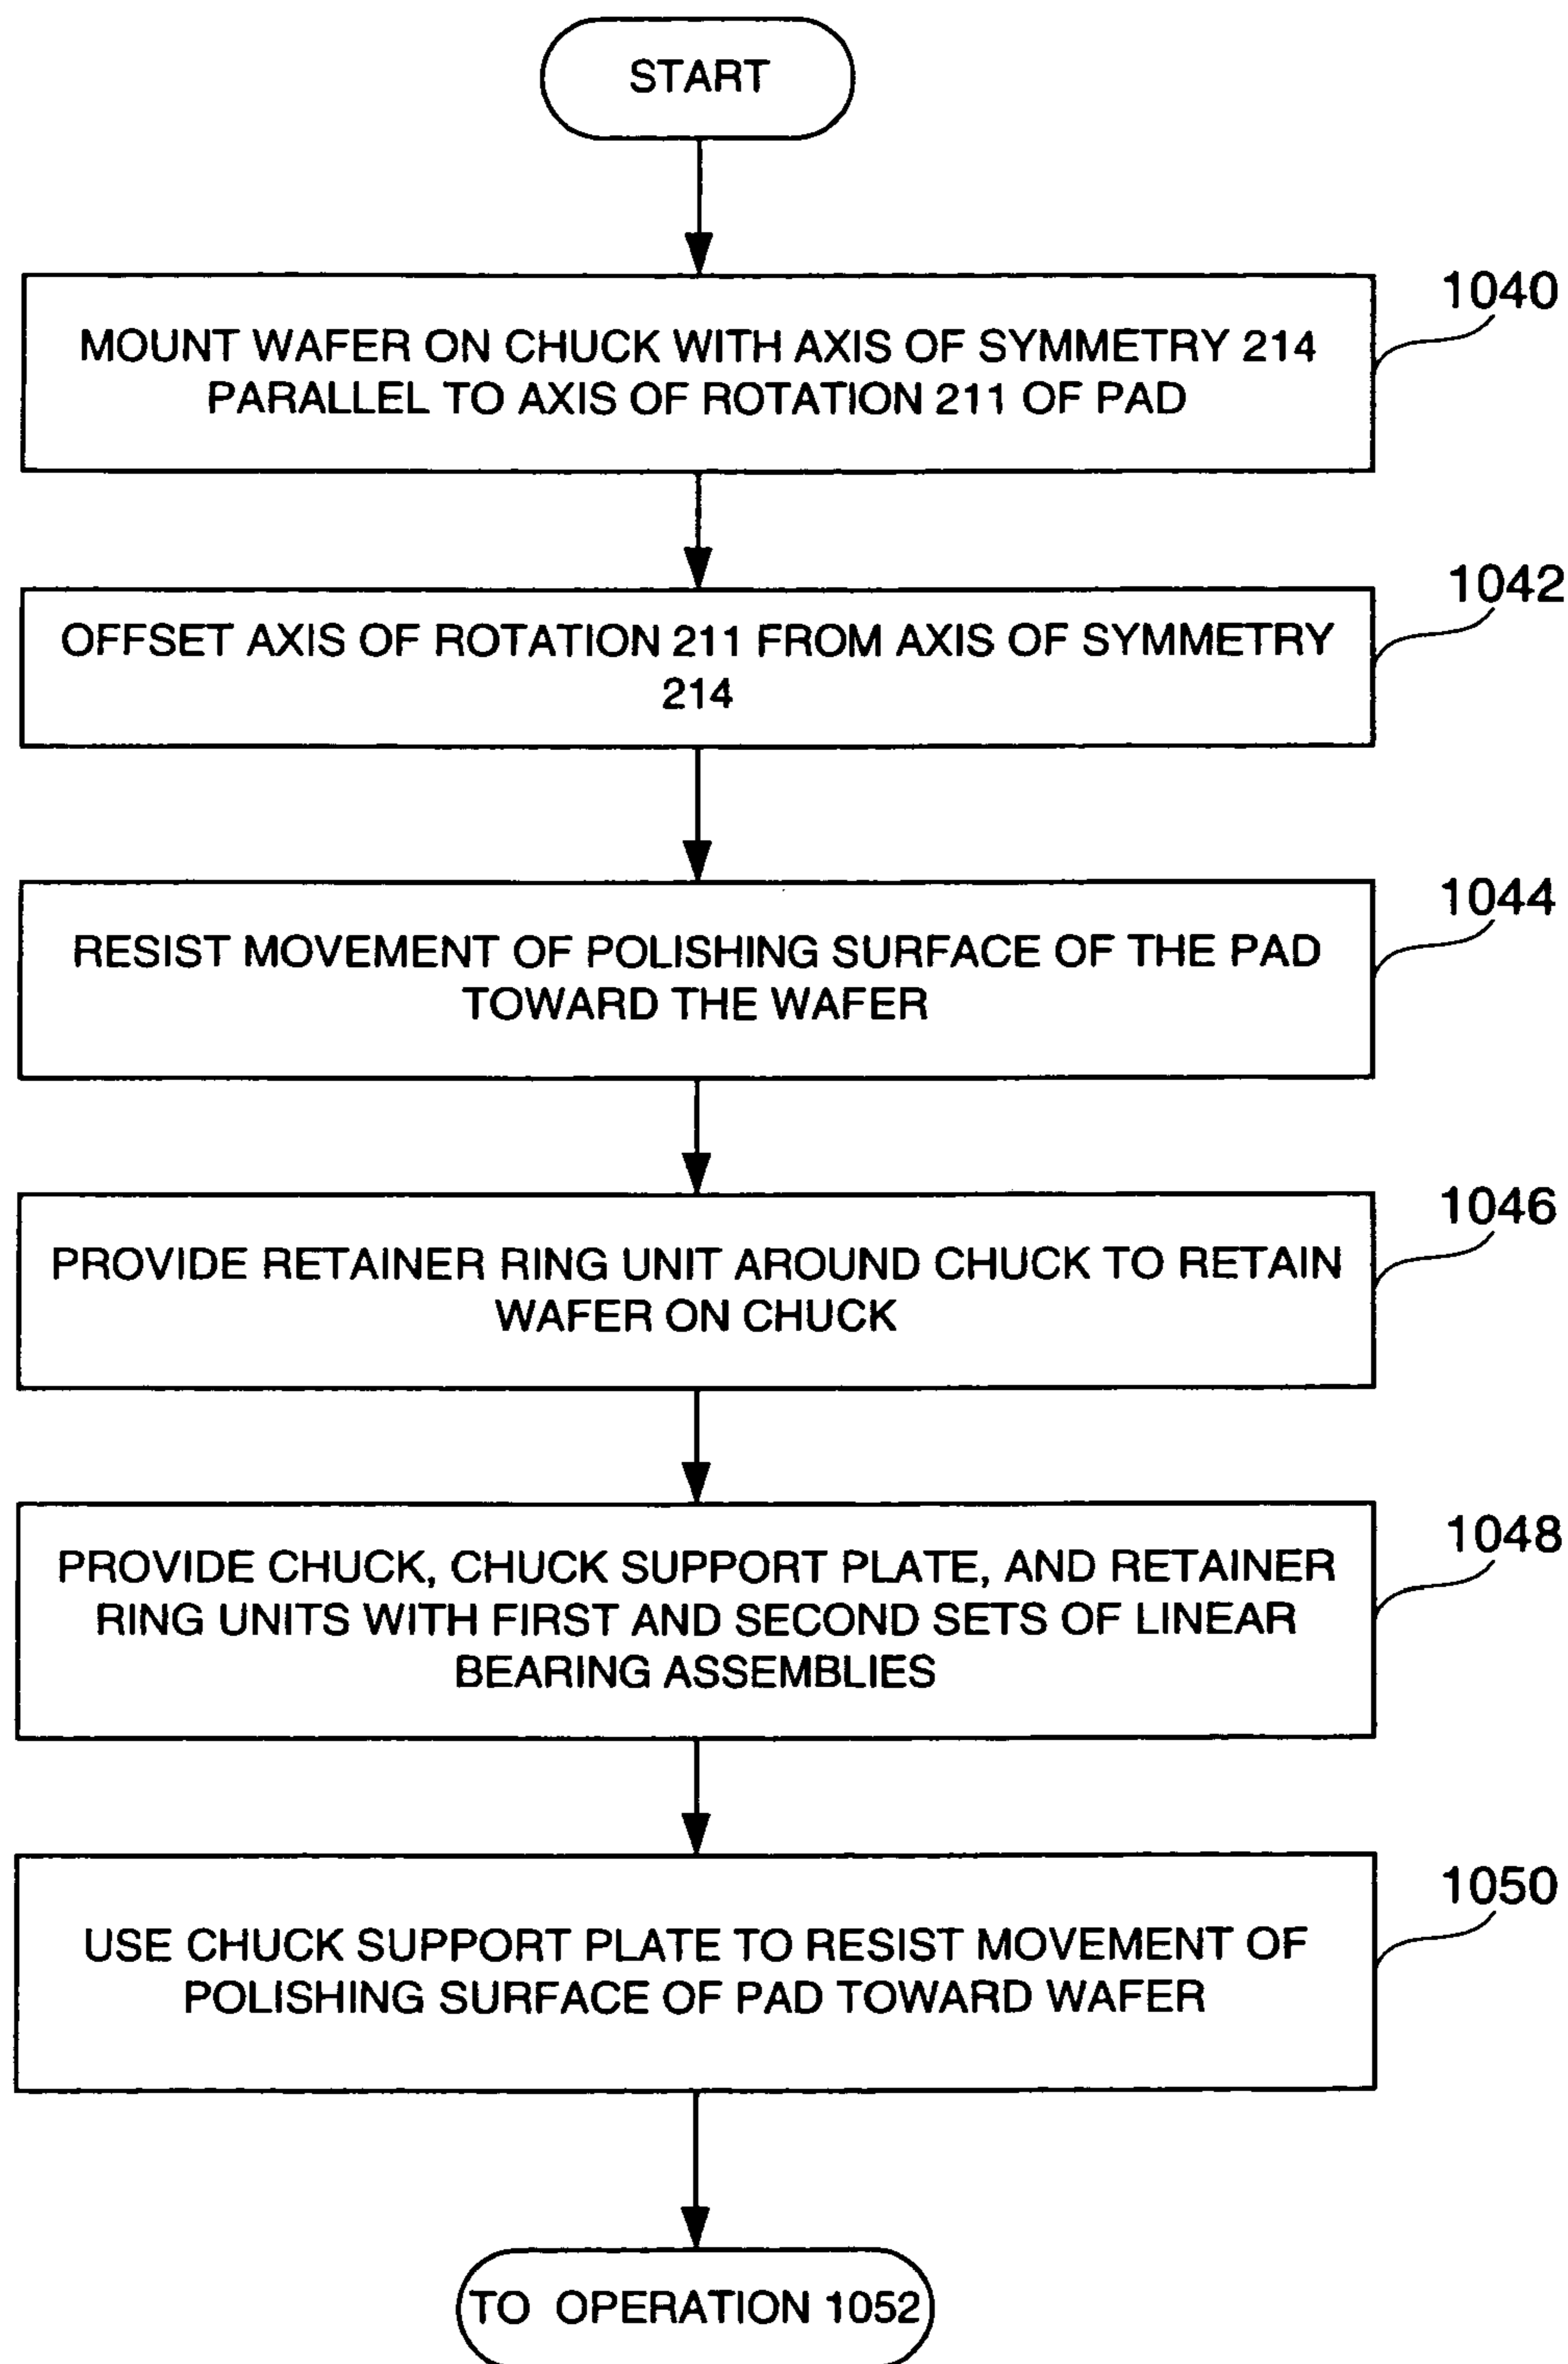 START
1040
MOUNT WAFER ON CHUCK WITH AXIS OF SYMMETRY 214
PARALLEL TO AXIS OF ROTATION 211 OF PAD
1042
OFFSET AXIS OF ROTATION 211 FROM AXIS OF SYMMETRY
214
1044
RESIST MOVEMENT OF POLISHING SURFACE OF THE PAD
TOWARD THE WAFER
1046
PROVIDE RETAINER RING UNIT AROUND CHUCK TO RETAIN
WAFER ON CHUCK
1048
PROVIDE CHUCK, CHUCK SUPPORT PLATE, AND RETAINER
RING UNITS WITH FIRST AND SECOND SETS OF LINEAR
BEARING ASSEMBLIES
1050
USE CHUCK SUPPORT PLATE TO RESIST MOVEMENT OF
POLISHING SURFACE OF PAD TOWARD WAFER
TO OPERATION 1052